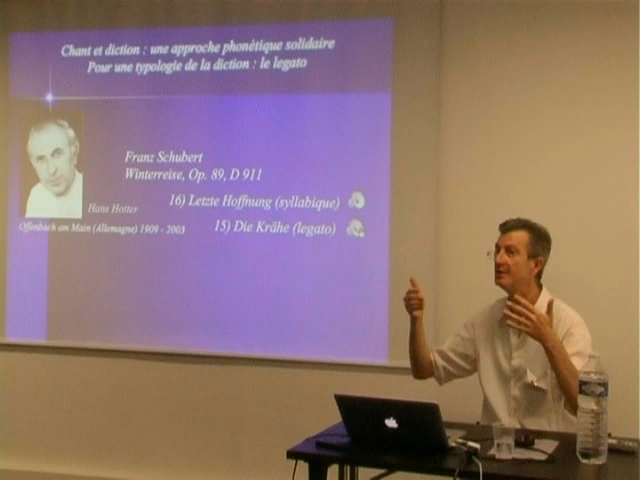 Chant et diction : une approche phonétique solidaire
Pour une typologie de la diction : le legato
Franz Schubert
Winterreise, Op. 89, D 911
16) Letzte Hoffnung (syllabique)
Hans Hotter
Offenbach am Main (Allemagne) 1909 - 2003
15) Die Krähe (legato)